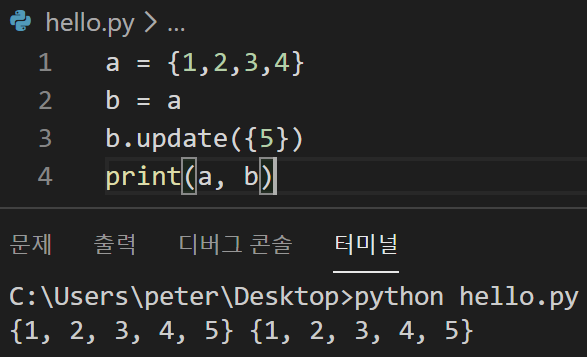 hello.py > ...
1 a = {1,2,3,4}
2 b = a
3 b.update({5})
4 print(a, b)
문제 출력 디버그 콘솔 터미널
C:\Users\peter\Desktop>python hello.py
{1, 2, 3, 4, 5} {1, 2, 3, 4, 5}